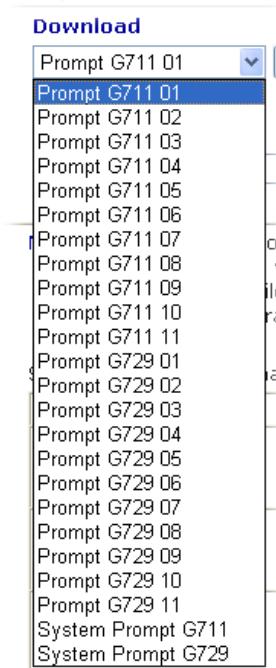 Download
Prompt G711 01
Prompt G711 01
Prompt G711 02
Prompt G711 03
Prompt G711 04
Prompt G711 05
Prompt G711 06
Prompt G711 07
Prompt G711 08
Prompt G711 09
Prompt G711 10
Prompt G711 11
Prompt G729 01
Prompt G729 02
Prompt G729 03
Prompt G729 04
Prompt G729 05
Prompt G729 06
Prompt G729 07
Prompt G729 08
Prompt G729 09
Prompt G729 10
Prompt G729 11
System Prompt G711
System Prompt G729